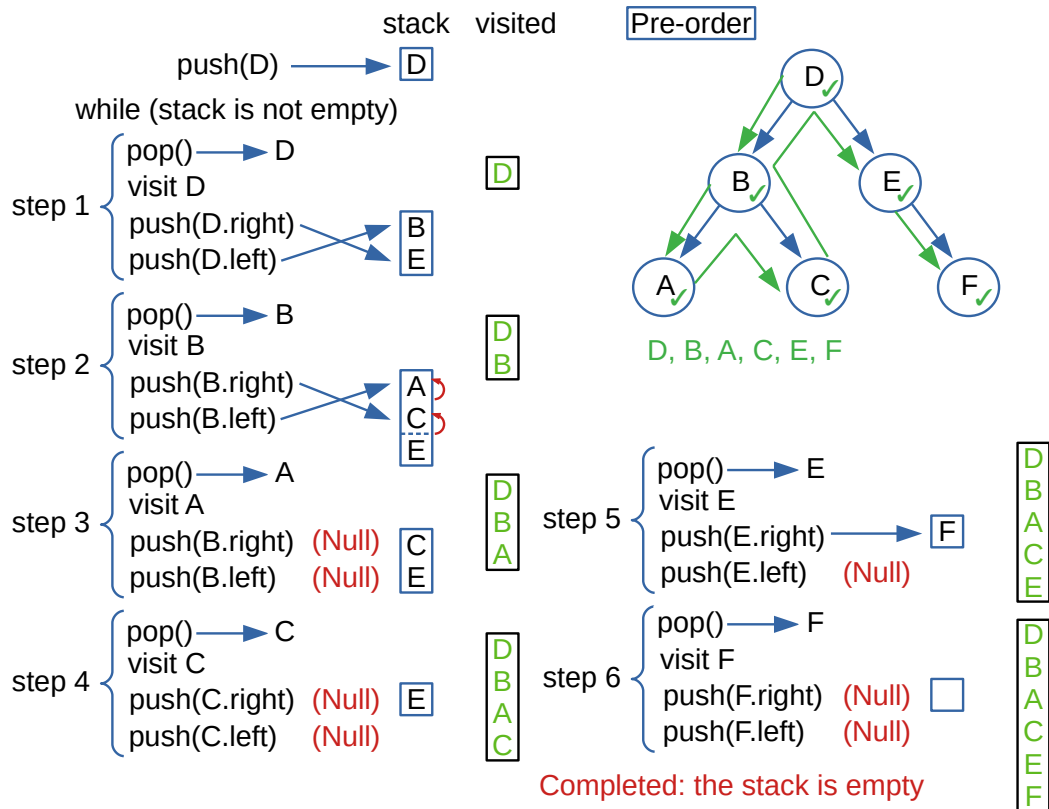 stack visited Pre-order
push(D) D
while (stack is not empty)
step 1
pop() D
visit D
push(D.right)
push(D.left)
B
E
D
step 2
pop() B
visit B
push(B.right)
push(B.left)
A
C
E
D
B
step 3
pop() A
visit A
push(B.right) (Null)
push(B.left) (Null)
C
E
D
B
A
step 4
pop() C
visit C
push(C.right) (Null)
push(C.left) (Null)
E
D
B
A
C
D
B
E
A
C
F
D, B, A, C, E, F
step 5
pop() E
visit E
push(E.right)
push(E.left) (Null)
F
D
B
A
C
E
step 6
pop() F
visit F
push(F.right) (Null)
push(F.left) (Null)
D
B
A
C
E
F
Completed: the stack is empty